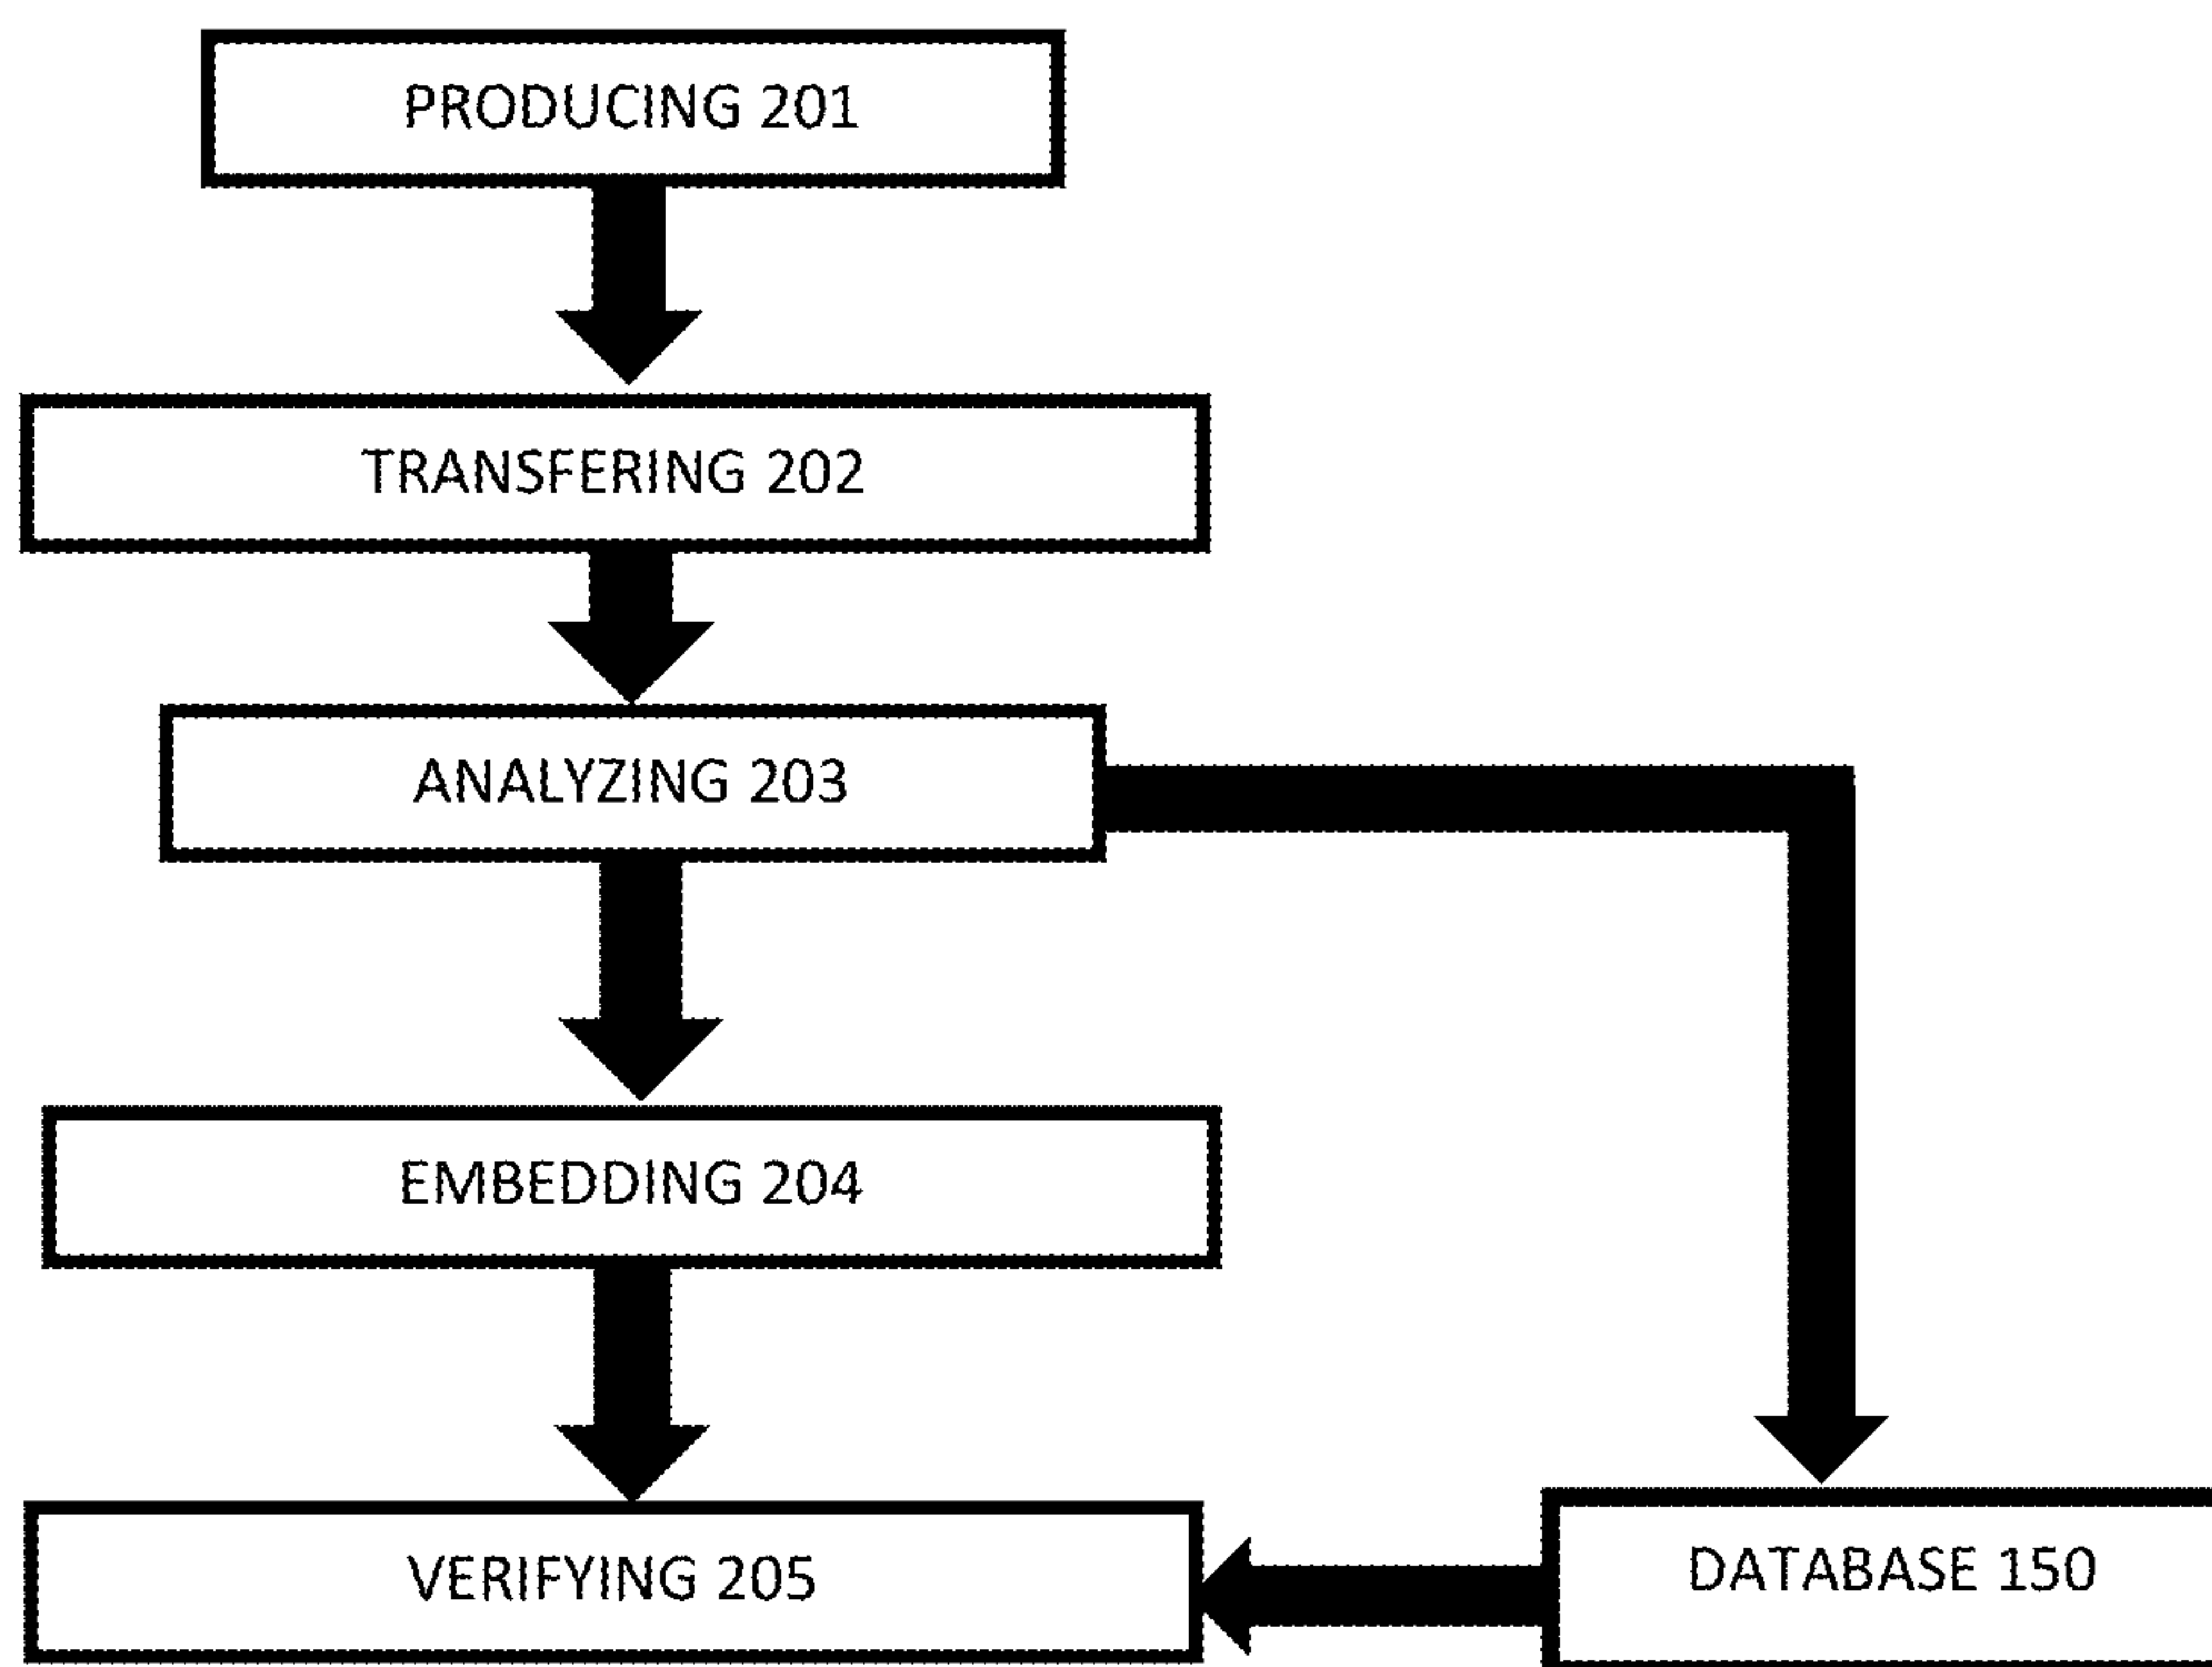 PRODUCING 201
TRANSFERING 202
ANALYZING 203
EMBEDDING 204
VERIFYING 205
DATABASE 150